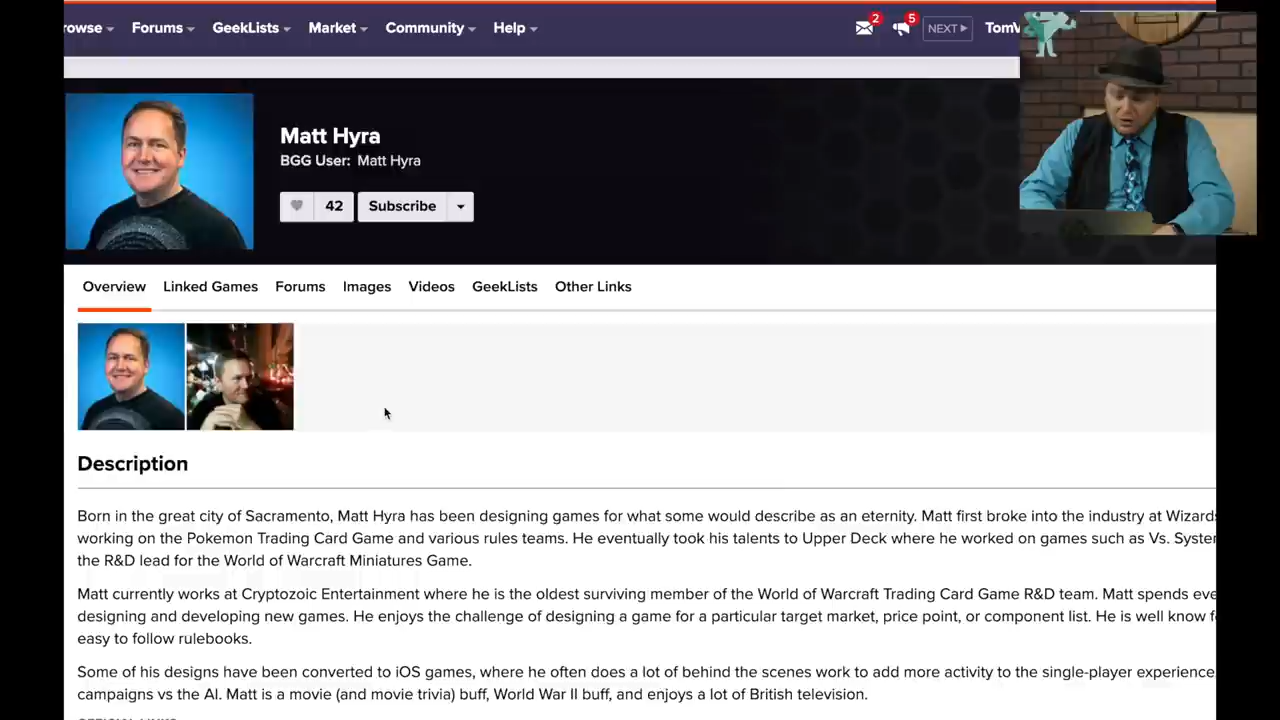 rowse Forums GeekLists Market Community Help 2 5 NEXT TomV
Matt Hyra
BGG User: Matt Hyra
42 Subscribe
Overview Linked Games Forums Images Videos GeekLists Other Links
Description
Born in the great city of Sacramento, Matt Hyra has been designing games for what some would describe as an eternity. Matt first broke into the industry at Wizards
working on the Pokemon Trading Card Game and various rules teams. He eventually took his talents to Upper Deck where he worked on games such as Vs. System
the R&D lead for the World of Warcraft Miniatures Game.
Matt currently works at Cryptozoic Entertainment where he is the oldest surviving member of the World of Warcraft Trading Card Game R&D team. Matt spends eve
designing and developing new games. He enjoys the challenge of designing a game for a particular target market, price point, or component list. He is well know f
easy to follow rulebooks.
Some of his designs have been converted to iOS games, where he often does a lot of behind the scenes work to add more activity to the single-player experience
campaigns vs the AI. Matt is a movie (and movie trivia) buff, World War II buff, and enjoys a lot of British television.